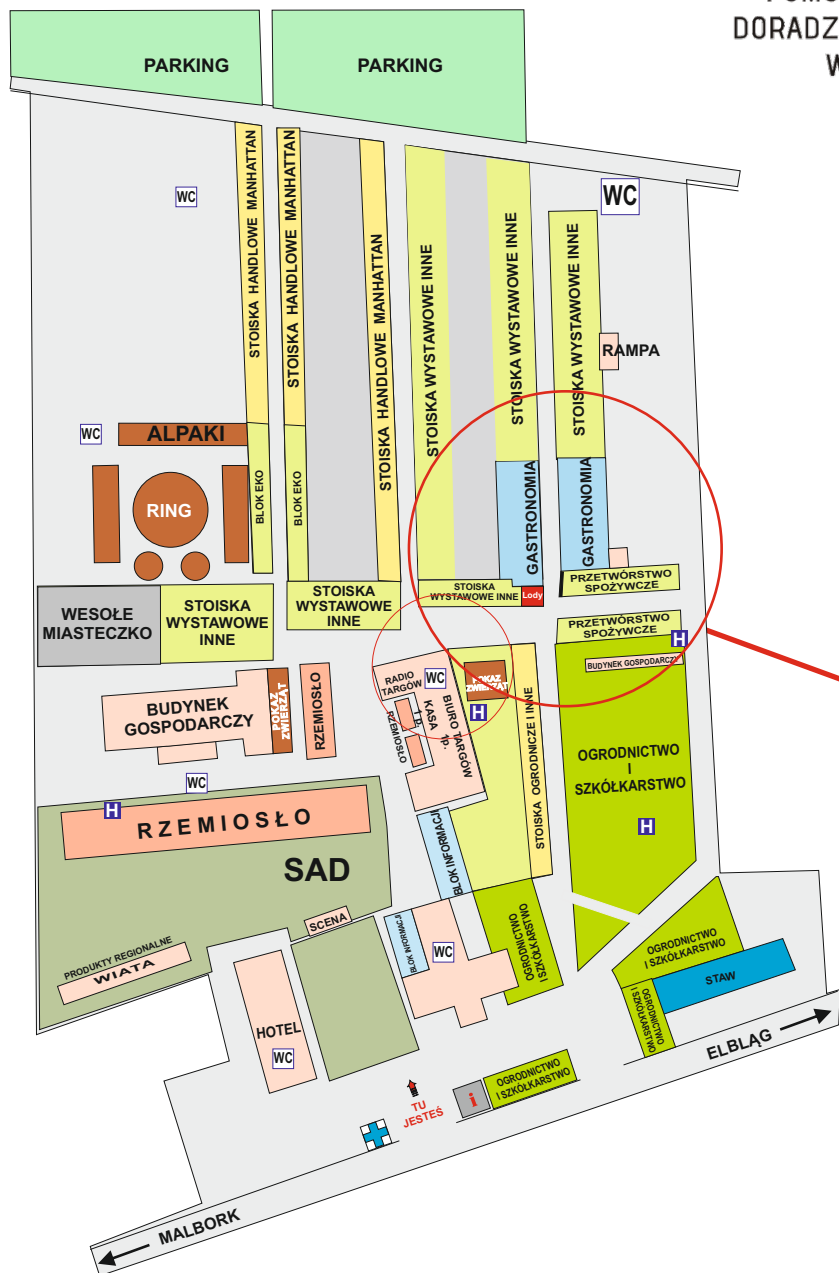 DORADZ
W
PARKING
PARKING
WC
WC
STOISKA HANDLOWE MANHATTAN
STOISKA HANDLOWE MANHATTAN
STOISKA HANDLOWE MANHATTAN
STOISKA WYSTAWOWE INNE
STOISKA WYSTAWOWE INNE
STOISKA WYSTAWOWE INNE
RAMPA
WC
ALPAKI
RING
BLOK EKO
BLOK EKO
GASTRONOMIA
GASTRONOMIA
WESOŁE
MIASTECZKO
STOISKA
WYSTAWOWE
INNE
STOISKA
WYSTAWOWE
INNE
STOISKA
WYSTAWOWE INNE
Lody
PRZETWÓRSTWO
SPOŻYWCZE
PRZETWÓRSTWO
SPOŻYWCZE
H
BUDYNEK GOSPODARCZY
BUDYNEK
GOSPODARCZY
POKAZ
ZWIERZĄT
RZEMIOSŁO
RADIO
TARGÓW
WC
RZEMIOSŁO
1 p.
KASA 1p.
BIURO TARGÓW
POKAZ
ZWIERZĄT
H
STOISKA OGRODNICZE I INNE
OGRODNICTWO
I
SZKÓŁKARSTWO
H
WC
H
RZEMIOSŁO
SAD
BLOK INFORMACJI
SCENA
BLOK INFORMACJI
WC
OGRODNICTWO
I SZKÓŁKARSTWO
PRODUKTY REGIONALNE
WIATA
HOTEL
WC
OGRODNICTWO
I SZKÓŁKARSTWO
STAW
OGRODNICTWO
I SZKÓŁKARSTWO
ELBLĄG
OGRODNICTWO
I SZKÓŁKARSTWO
i
TU
JESTEŚ
MALBORK